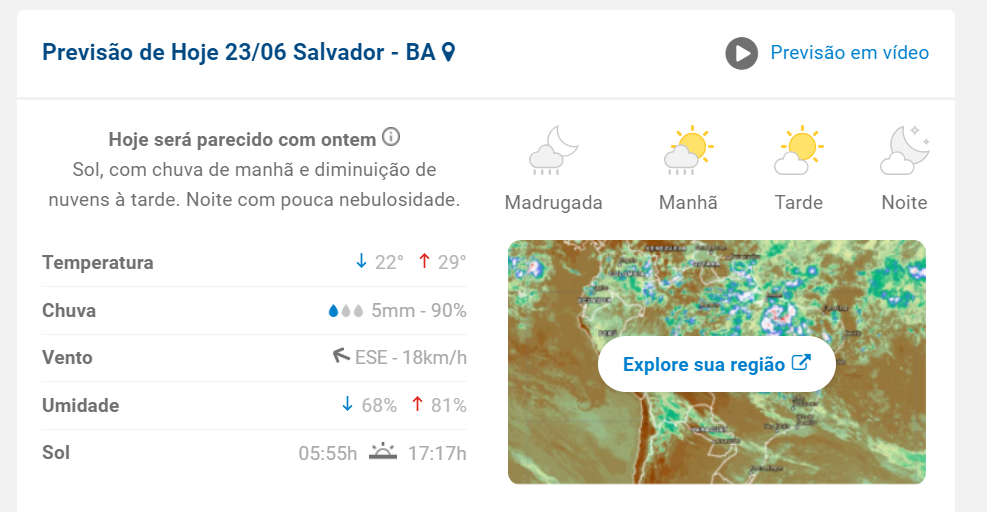 Previsão de Hoje 23/06 Salvador - BA
Previsão em vídeo
Hoje será parecido com ontem
Sol, com chuva de manhã e diminuição de
nuvens à tarde. Noite com pouca nebulosidade.
Madrugada
Manhã
Tarde
Noite
Temperatura
22° 29°
Chuva
5mm - 90%
Vento
ESE - 18km/h
Umidade
68% 81%
Sol
05:55h 17:17h
Explore sua região